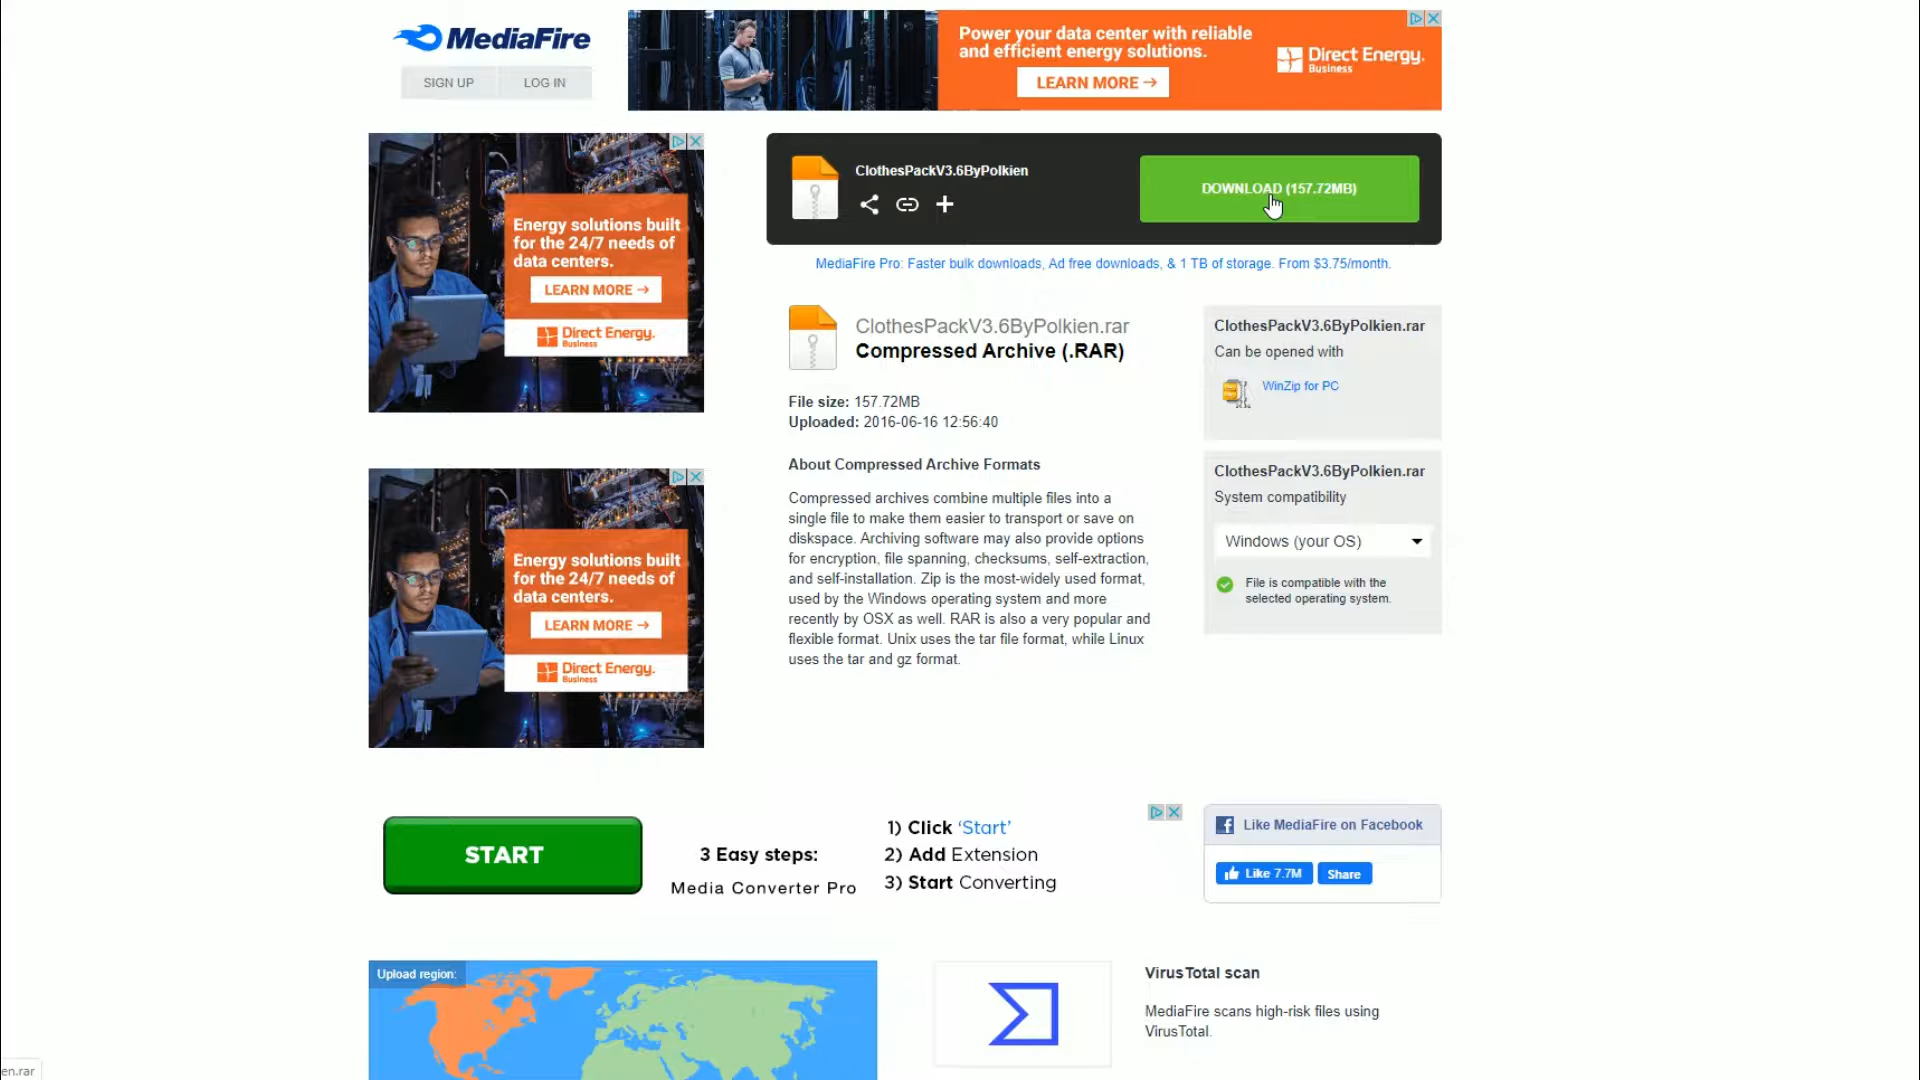 MediaFire
SIGN UP
LOG IN
Power your data center with reliable
and efficient energy solutions.
LEARN MORE →
Direct Energy.
Business
Energy solutions built
for the 24/7 needs of
data centers.
LEARN MORE →
Direct Energy.
Business
ClothesPackV3.6ByPolkien
DOWNLOAD (157.72MB)
MediaFire Pro: Faster bulk downloads, Ad free downloads, & 1 TB of storage. From $3.75/month.
ClothesPackV3.6ByPolkien.rar
Compressed Archive (.RAR)
File size: 157.72MB
Uploaded: 2016-06-16 12:56:40
About Compressed Archive Formats
Compressed archives combine multiple files into a
single file to make them easier to transport or save on
diskspace. Archiving software may also provide options
for encryption, file spanning, checksums, self-extraction,
and self-installation. Zip is the most-widely used format,
used by the Windows operating system and more
recently by OSX as well. RAR is also a very popular and
flexible format. Unix uses the tar file format, while Linux
uses the tar and gz format.
ClothesPackV3.6ByPolkien.rar
Can be opened with
WinZip for PC
ClothesPackV3.6ByPolkien.rar
System compatibility
Windows (your OS)
File is compatible with the
selected operating system.
Energy solutions built
for the 24/7 needs of
data centers.
LEARN MORE →
Direct Energy.
Business
START
3 Easy steps:
Media Converter Pro
1) Click ‘Start’
2) Add Extension
3) Start Converting
Like MediaFire on Facebook
Like 7.7M
Share
Upload region:
VirusTotal scan
MediaFire scans high-risk files using
VirusTotal.
en.rar